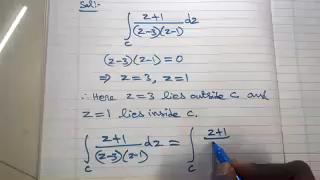 Sol:-
∫_C (z+1)/((z-3)(z-1)) dz
(z-3)(z-1) = 0
⇒ z=3, z=1
∴ Here z=3 lies outside C and
z=1 lies inside C.
∫_C (z+1)/((z-3)(z-1)) dz = ∫_C (z+1)/